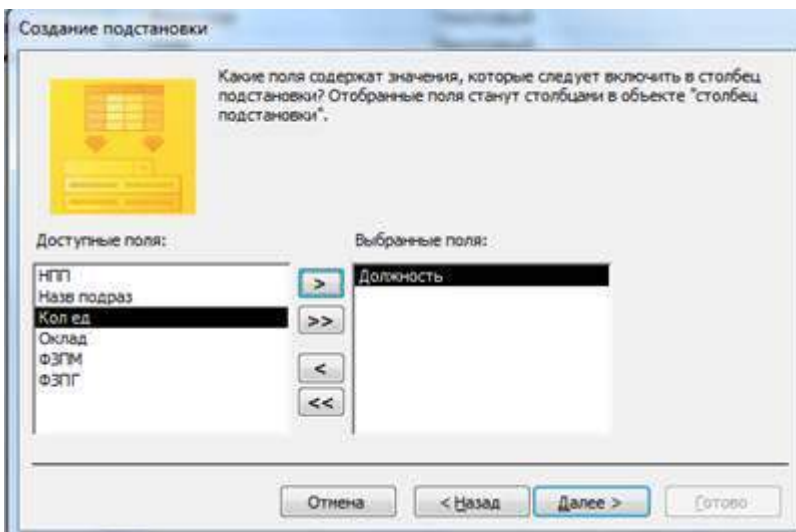 Создание подстановки
Какие поля содержат значения, которые следует включить в столбец
подстановки? Отобранные поля станут столбцами в объекте "столбец
подстановки".
Доступные поля:
Выбранные поля:
НПП
Назв подраз
Кол ед
Оклад
ФЗПМ
ФЗПГ
>
>>
<
<<
Должность
Отмена
< Назад
Далее >
Готово